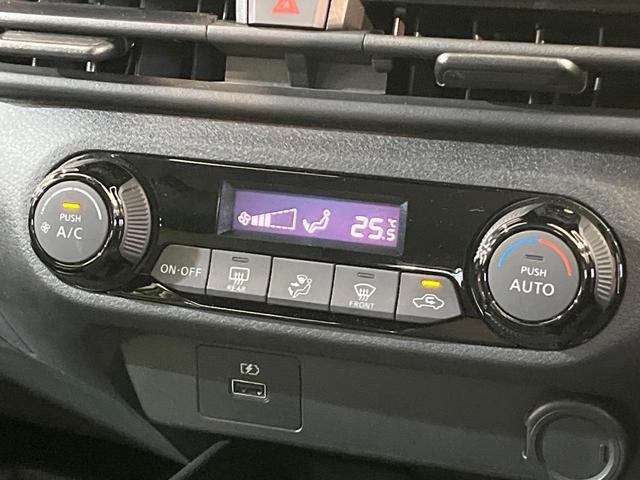 PUSH
A/C
25.5 ℃
ON·OFF
REAR
FRONT
PUSH
AUTO